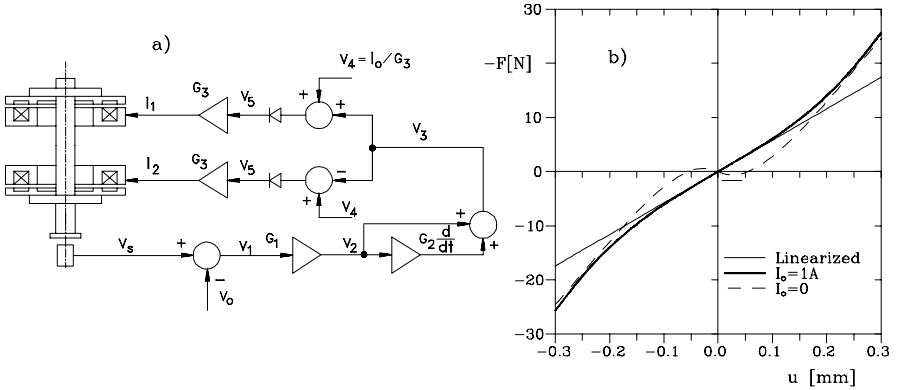 a)
V₄=I₀/G₃
+
+
G₃
V₅
I₁
V₃
G₃
V₅
I₂
−
+
V₄
Vₛ
+
−
V₀
V₁
G₁
V₂
G₂ d/dt
+
+
b)
−F[N]
30
20
10
0
−10
−20
−30
−0.3
−0.2
−0.1
0.0
0.1
0.2
0.3
u [mm]
Linearized
I₀=1A
I₀=0